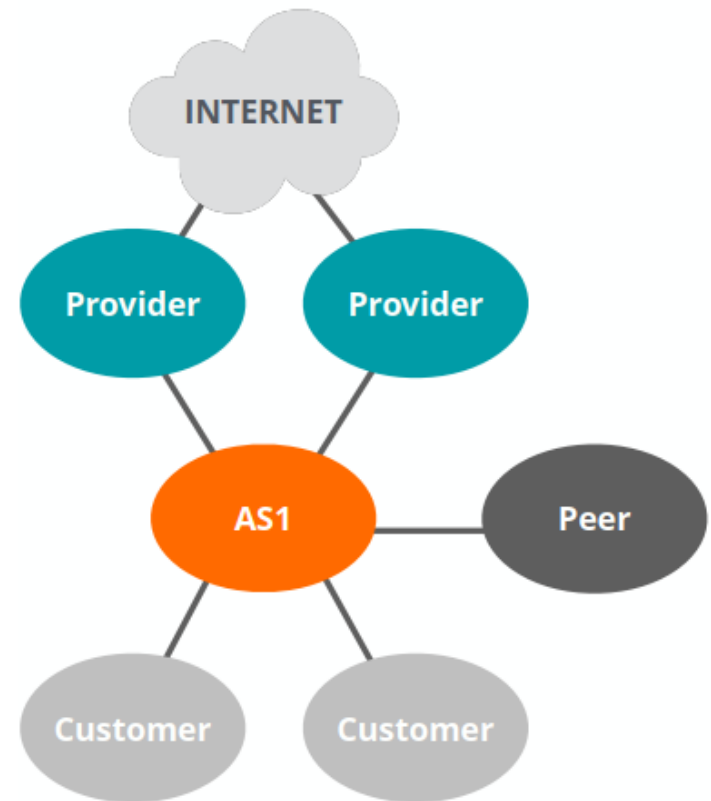 INTERNET
Provider
Provider
AS1
Peer
Customer
Customer